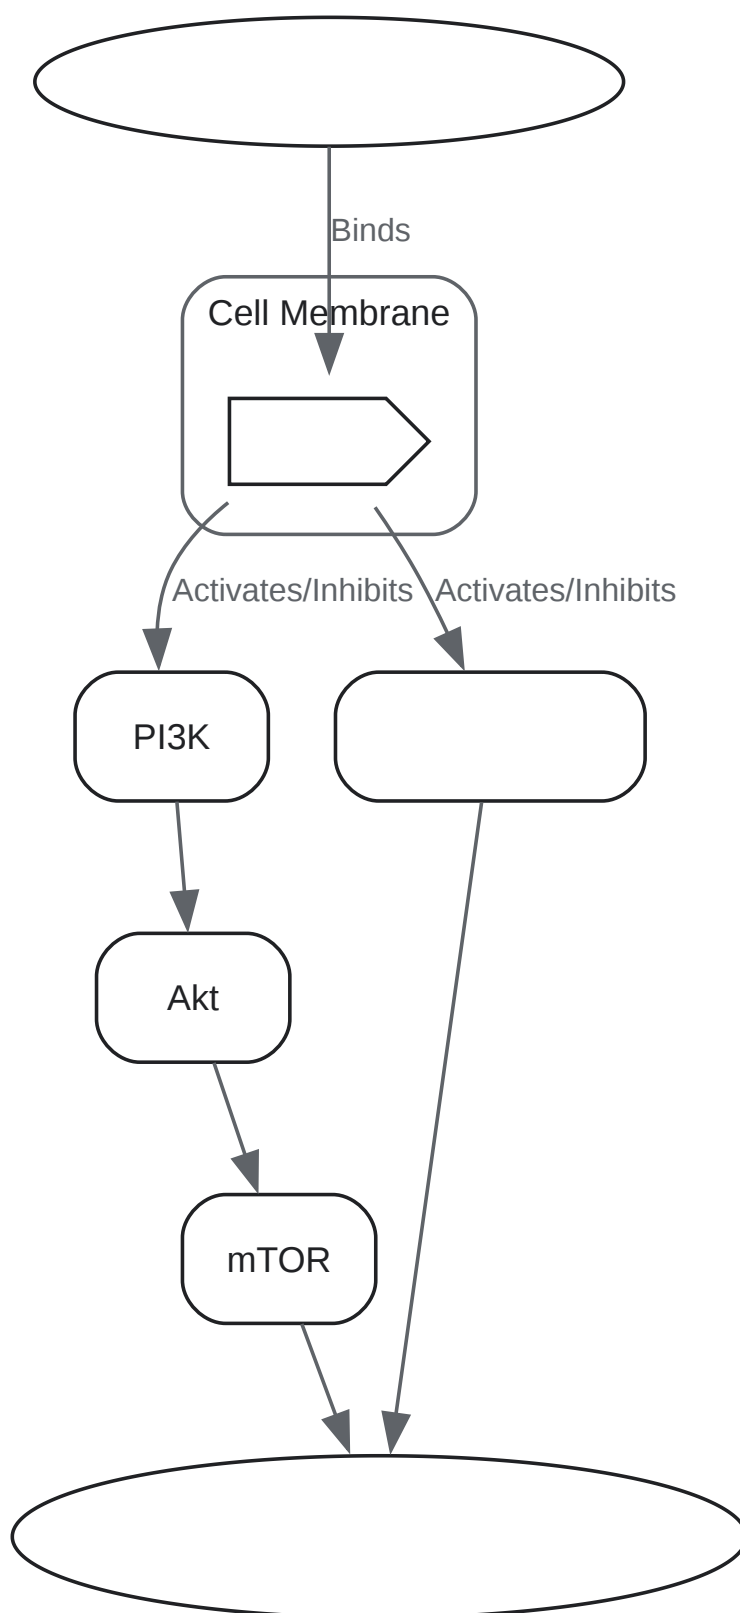 Binds
Cell Membrane
Activates/Inhibits
Activates/Inhibits
PI3K
Akt
mTOR